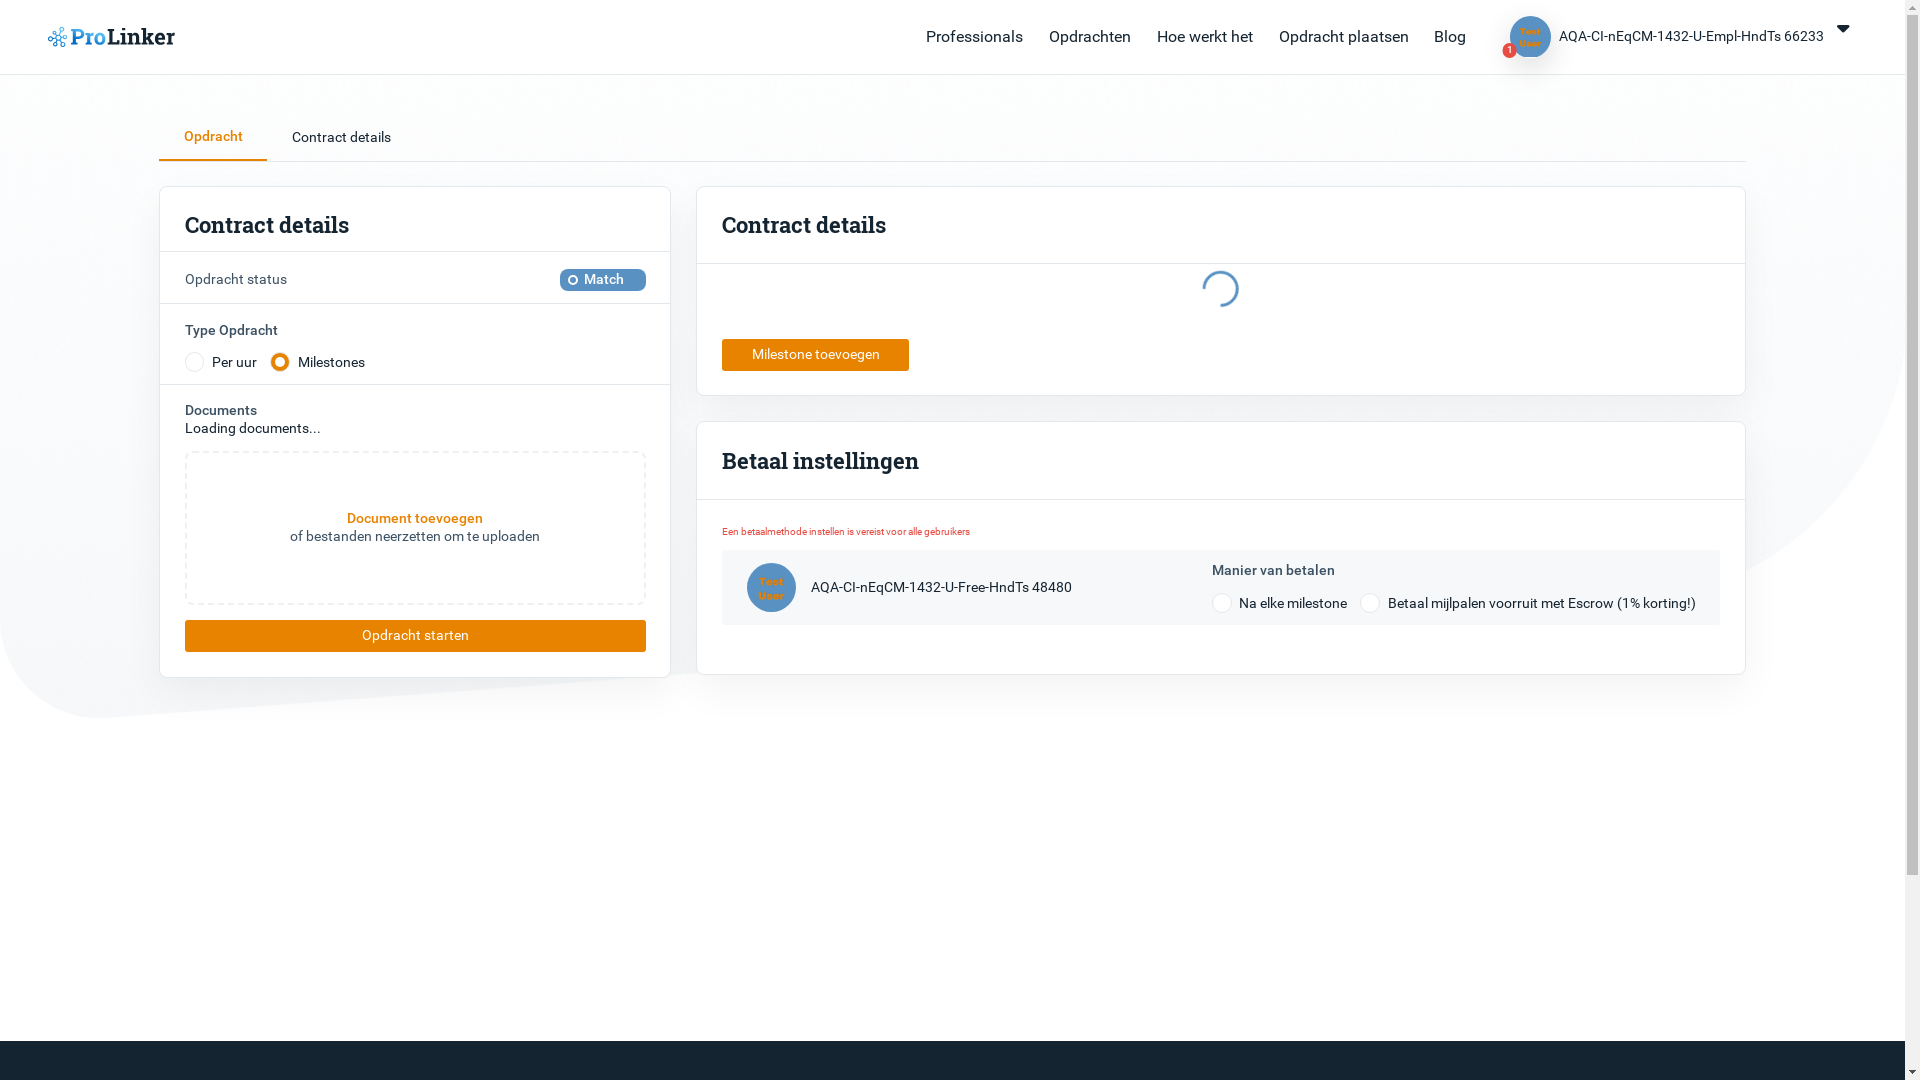 ProLinker
Professionals
Opdrachten
Hoe werkt het
Opdracht plaatsen
Blog
Test
User
1
AQA-CI-nEqCM-1432-U-Empl-HndTs 66233
Opdracht
Contract details
Contract details
Opdracht status
Match
Type Opdracht
Per uur
Milestones
Documents
Loading documents...
Document toevoegen
of bestanden neerzetten om te uploaden
Opdracht starten
Contract details
Milestone toevoegen
Betaal instellingen
Een betaalmethode instellen is vereist voor alle gebruikers
Test
User
AQA-CI-nEqCM-1432-U-Free-HndTs 48480
Manier van betalen
Na elke milestone
Betaal mijlpalen voorruit met Escrow (1% korting!)